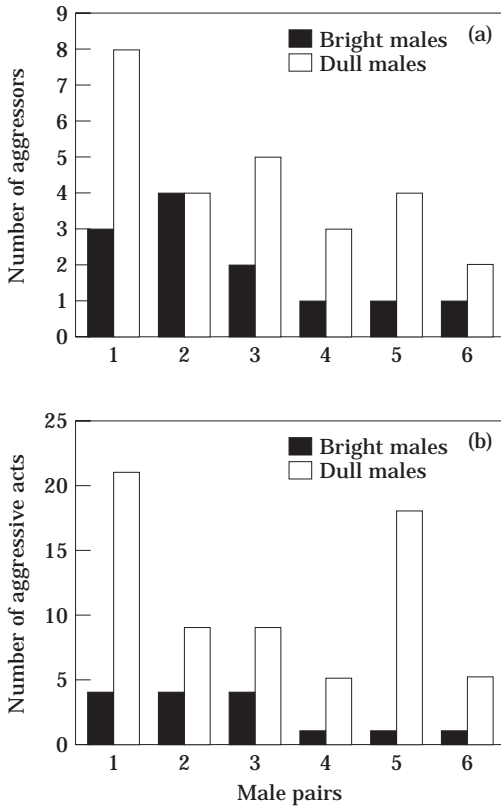 9
8
7
6
5
4
3
2
1
0
Number of aggressors
(a)
Bright males
Dull males
1 2 3 4 5 6
25
20
15
10
5
0
Number of aggressive acts
(b)
Bright males
Dull males
1 2 3 4 5 6
Male pairs